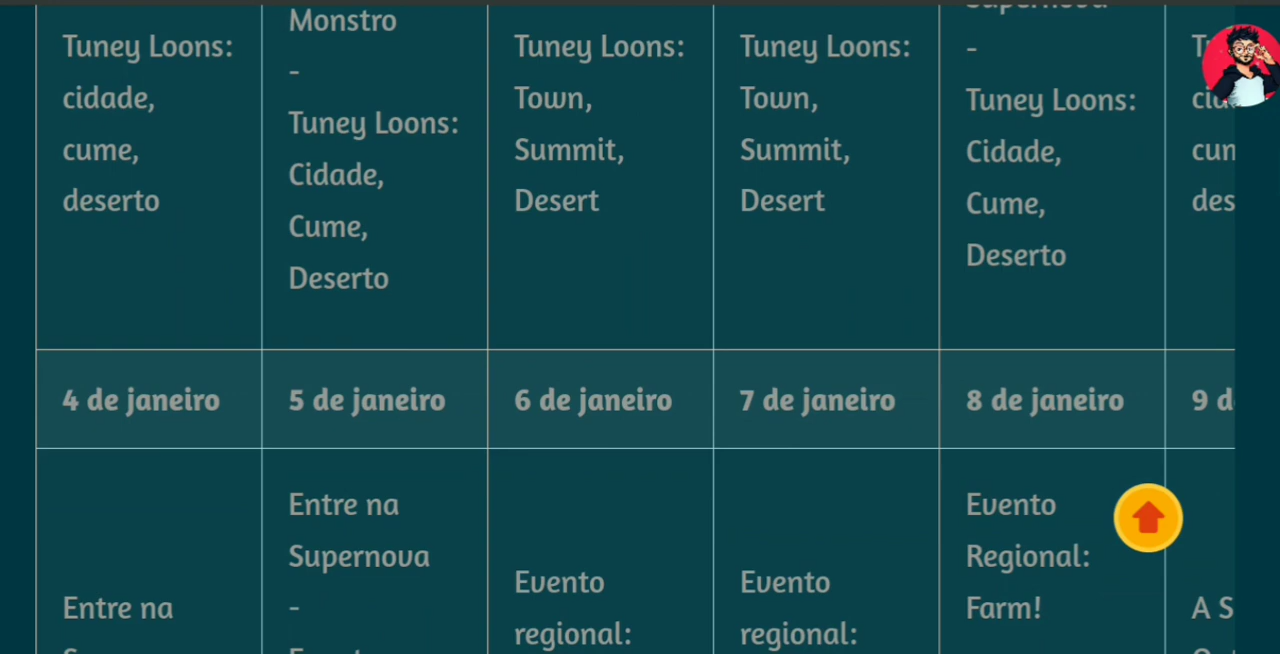 Tuney Loons:
cidade,
cume,
deserto
Monstro
-
Tuney Loons:
Cidade,
Cume,
Deserto
Tuney Loons:
Town,
Summit,
Desert
Tuney Loons:
Town,
Summit,
Desert
-
Tuney Loons:
Cidade,
Cume,
Deserto
4 de janeiro
5 de janeiro
6 de janeiro
7 de janeiro
8 de janeiro
9 d
Entre na
Entre na
Supernova
-
Evento
regional:
Evento
regional:
Evento
Regional:
Farm!
A S